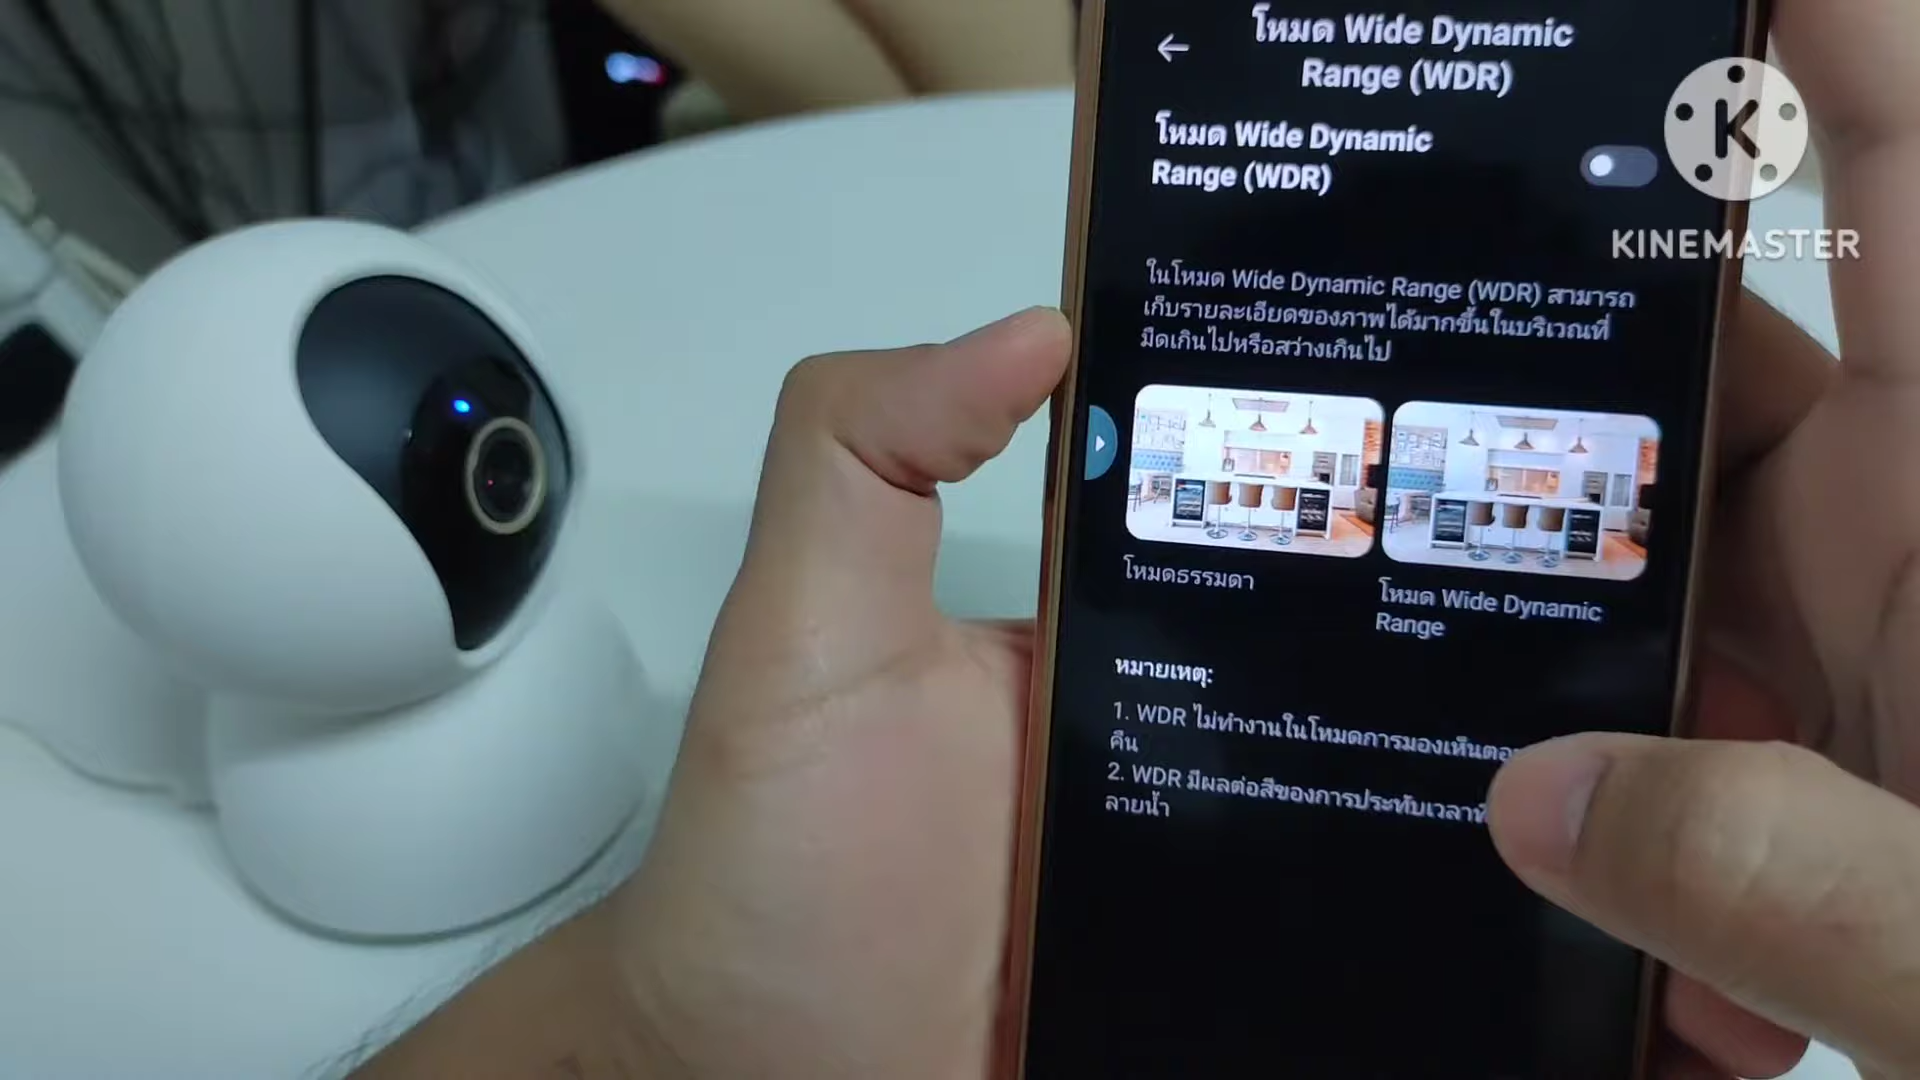 โหมด Wide Dynamic
Range (WDR)
โหมด Wide Dynamic
Range (WDR)
K
KINEMASTER
ในโหมด Wide Dynamic Range (WDR) สามารถ
เก็บรายละเอียดของภาพได้มากขึ้นในบริเวณที่
มืดเกินไปหรือสว่างเกินไป
โหมดธรรมดา
โหมด Wide Dynamic
Range
หมายเหตุ:
1. WDR ไม่ทำงานในโหมดการมองเห็นตอ
คืน
2. WDR มีผลต่อสีของการประทับเวลา
ลายน้ำ